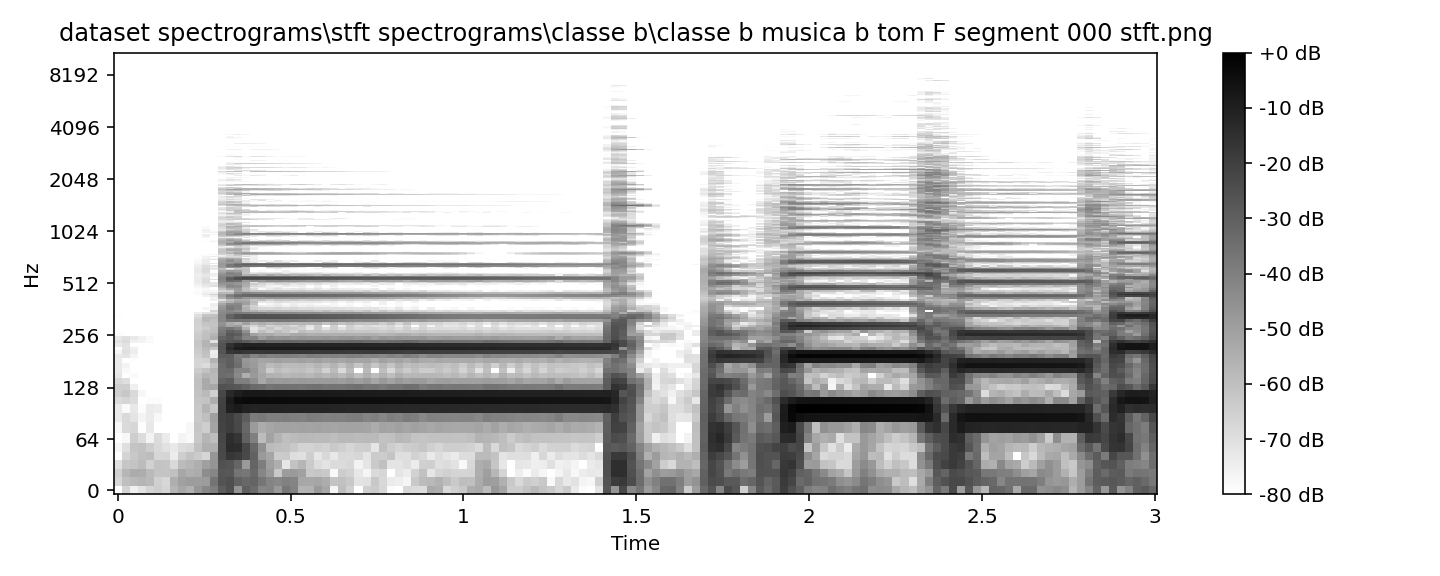 dataset spectrograms\stft spectrograms\classe b\classe b musica b tom F segment 000 stft.png
8192
4096
2048
1024
512
256
128
64
0
Hz
0
0.5
1
1.5
2
2.5
3
Time
+0 dB
-10 dB
-20 dB
-30 dB
-40 dB
-50 dB
-60 dB
-70 dB
-80 dB